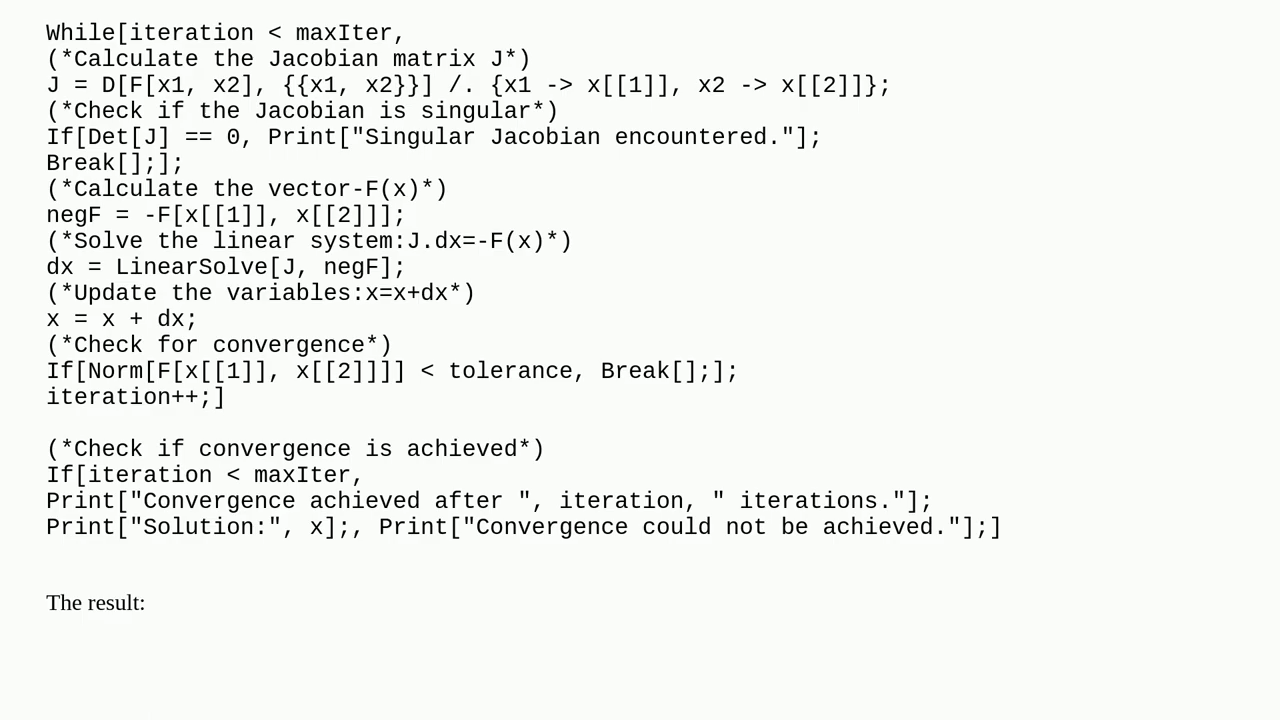 While[iteration < maxIter,
(*Calculate the Jacobian matrix J*)
J = D[F[x1, x2], {{x1, x2}}] /. {x1 -> x[[1]], x2 -> x[[2]]};
(*Check if the Jacobian is singular*)
If[Det[J] == 0, Print["Singular Jacobian encountered."];
Break[];];
(*Calculate the vector-F(x)*)
negF = -F[x[[1]], x[[2]]];
(*Solve the linear system:J.dx=-F(x)*)
dx = LinearSolve[J, negF];
(*Update the variables:x=x+dx*)
x = x + dx;
(*Check for convergence*)
If[Norm[F[x[[1]], x[[2]]]] < tolerance, Break[];];
iteration++;]
(*Check if convergence is achieved*)
If[iteration < maxIter,
Print["Convergence achieved after ", iteration, " iterations."];
Print["Solution:", x];, Print["Convergence could not be achieved."];]
The result: